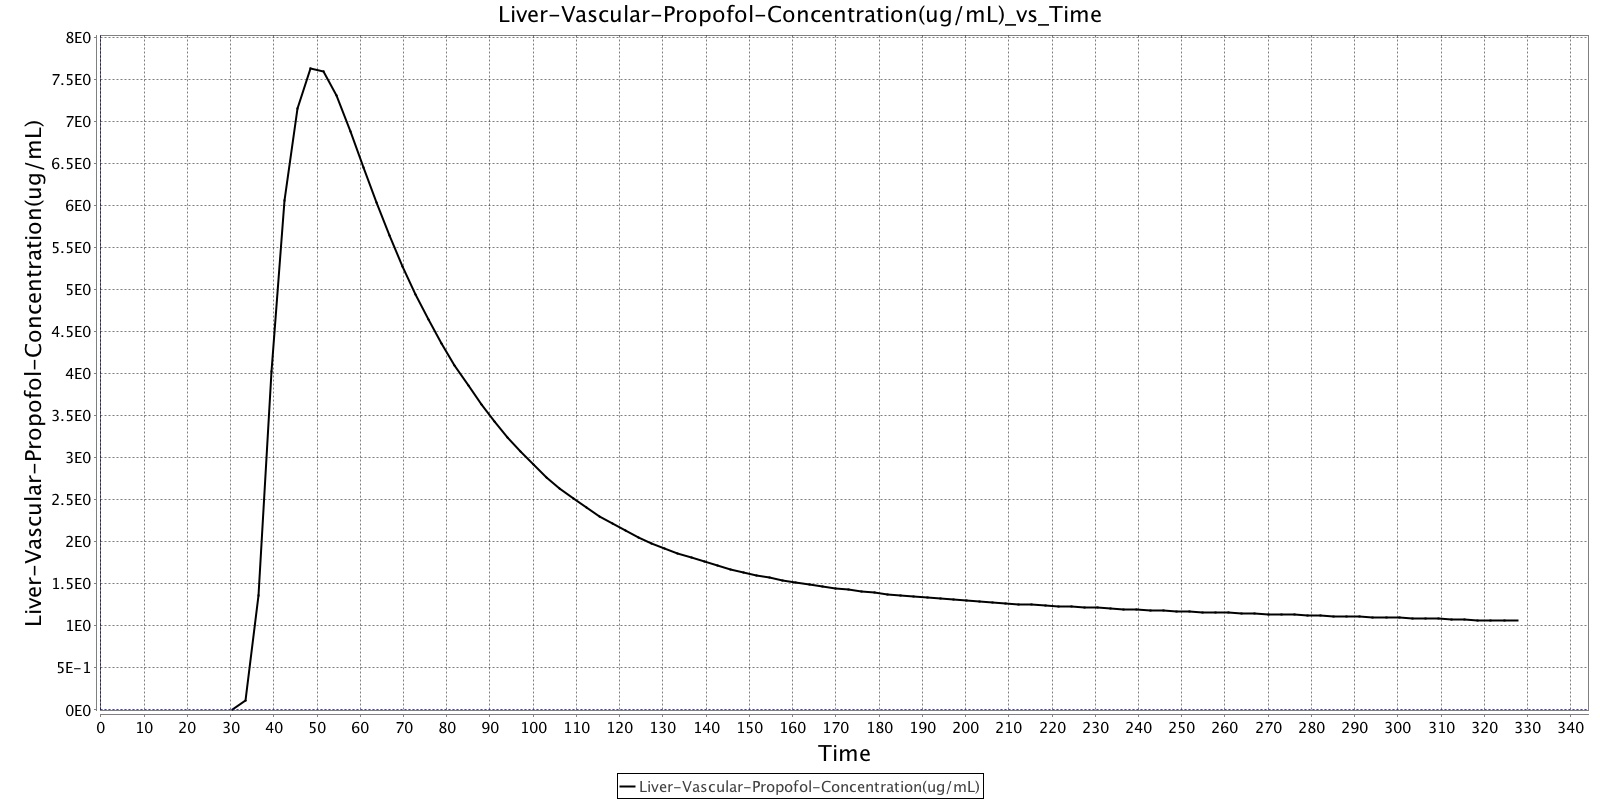 Liver-Vascular-Propofol-Concentration(ug/mL)_vs_Time
Liver-Vascular-Propofol-Concentration(ug/mL)
8E0
7.5E0
7E0
6.5E0
6E0
5.5E0
5E0
4.5E0
4E0
3.5E0
3E0
2.5E0
2E0
1.5E0
1E0
5E-1
0E0
0 10 20 30 40 50 60 70 80 90 100 110 120 130 140 150 160 170 180 190 200 210 220 230 240 250 260 270 280 290 300 310 320 330 340
Time
Liver-Vascular-Propofol-Concentration(ug/mL)